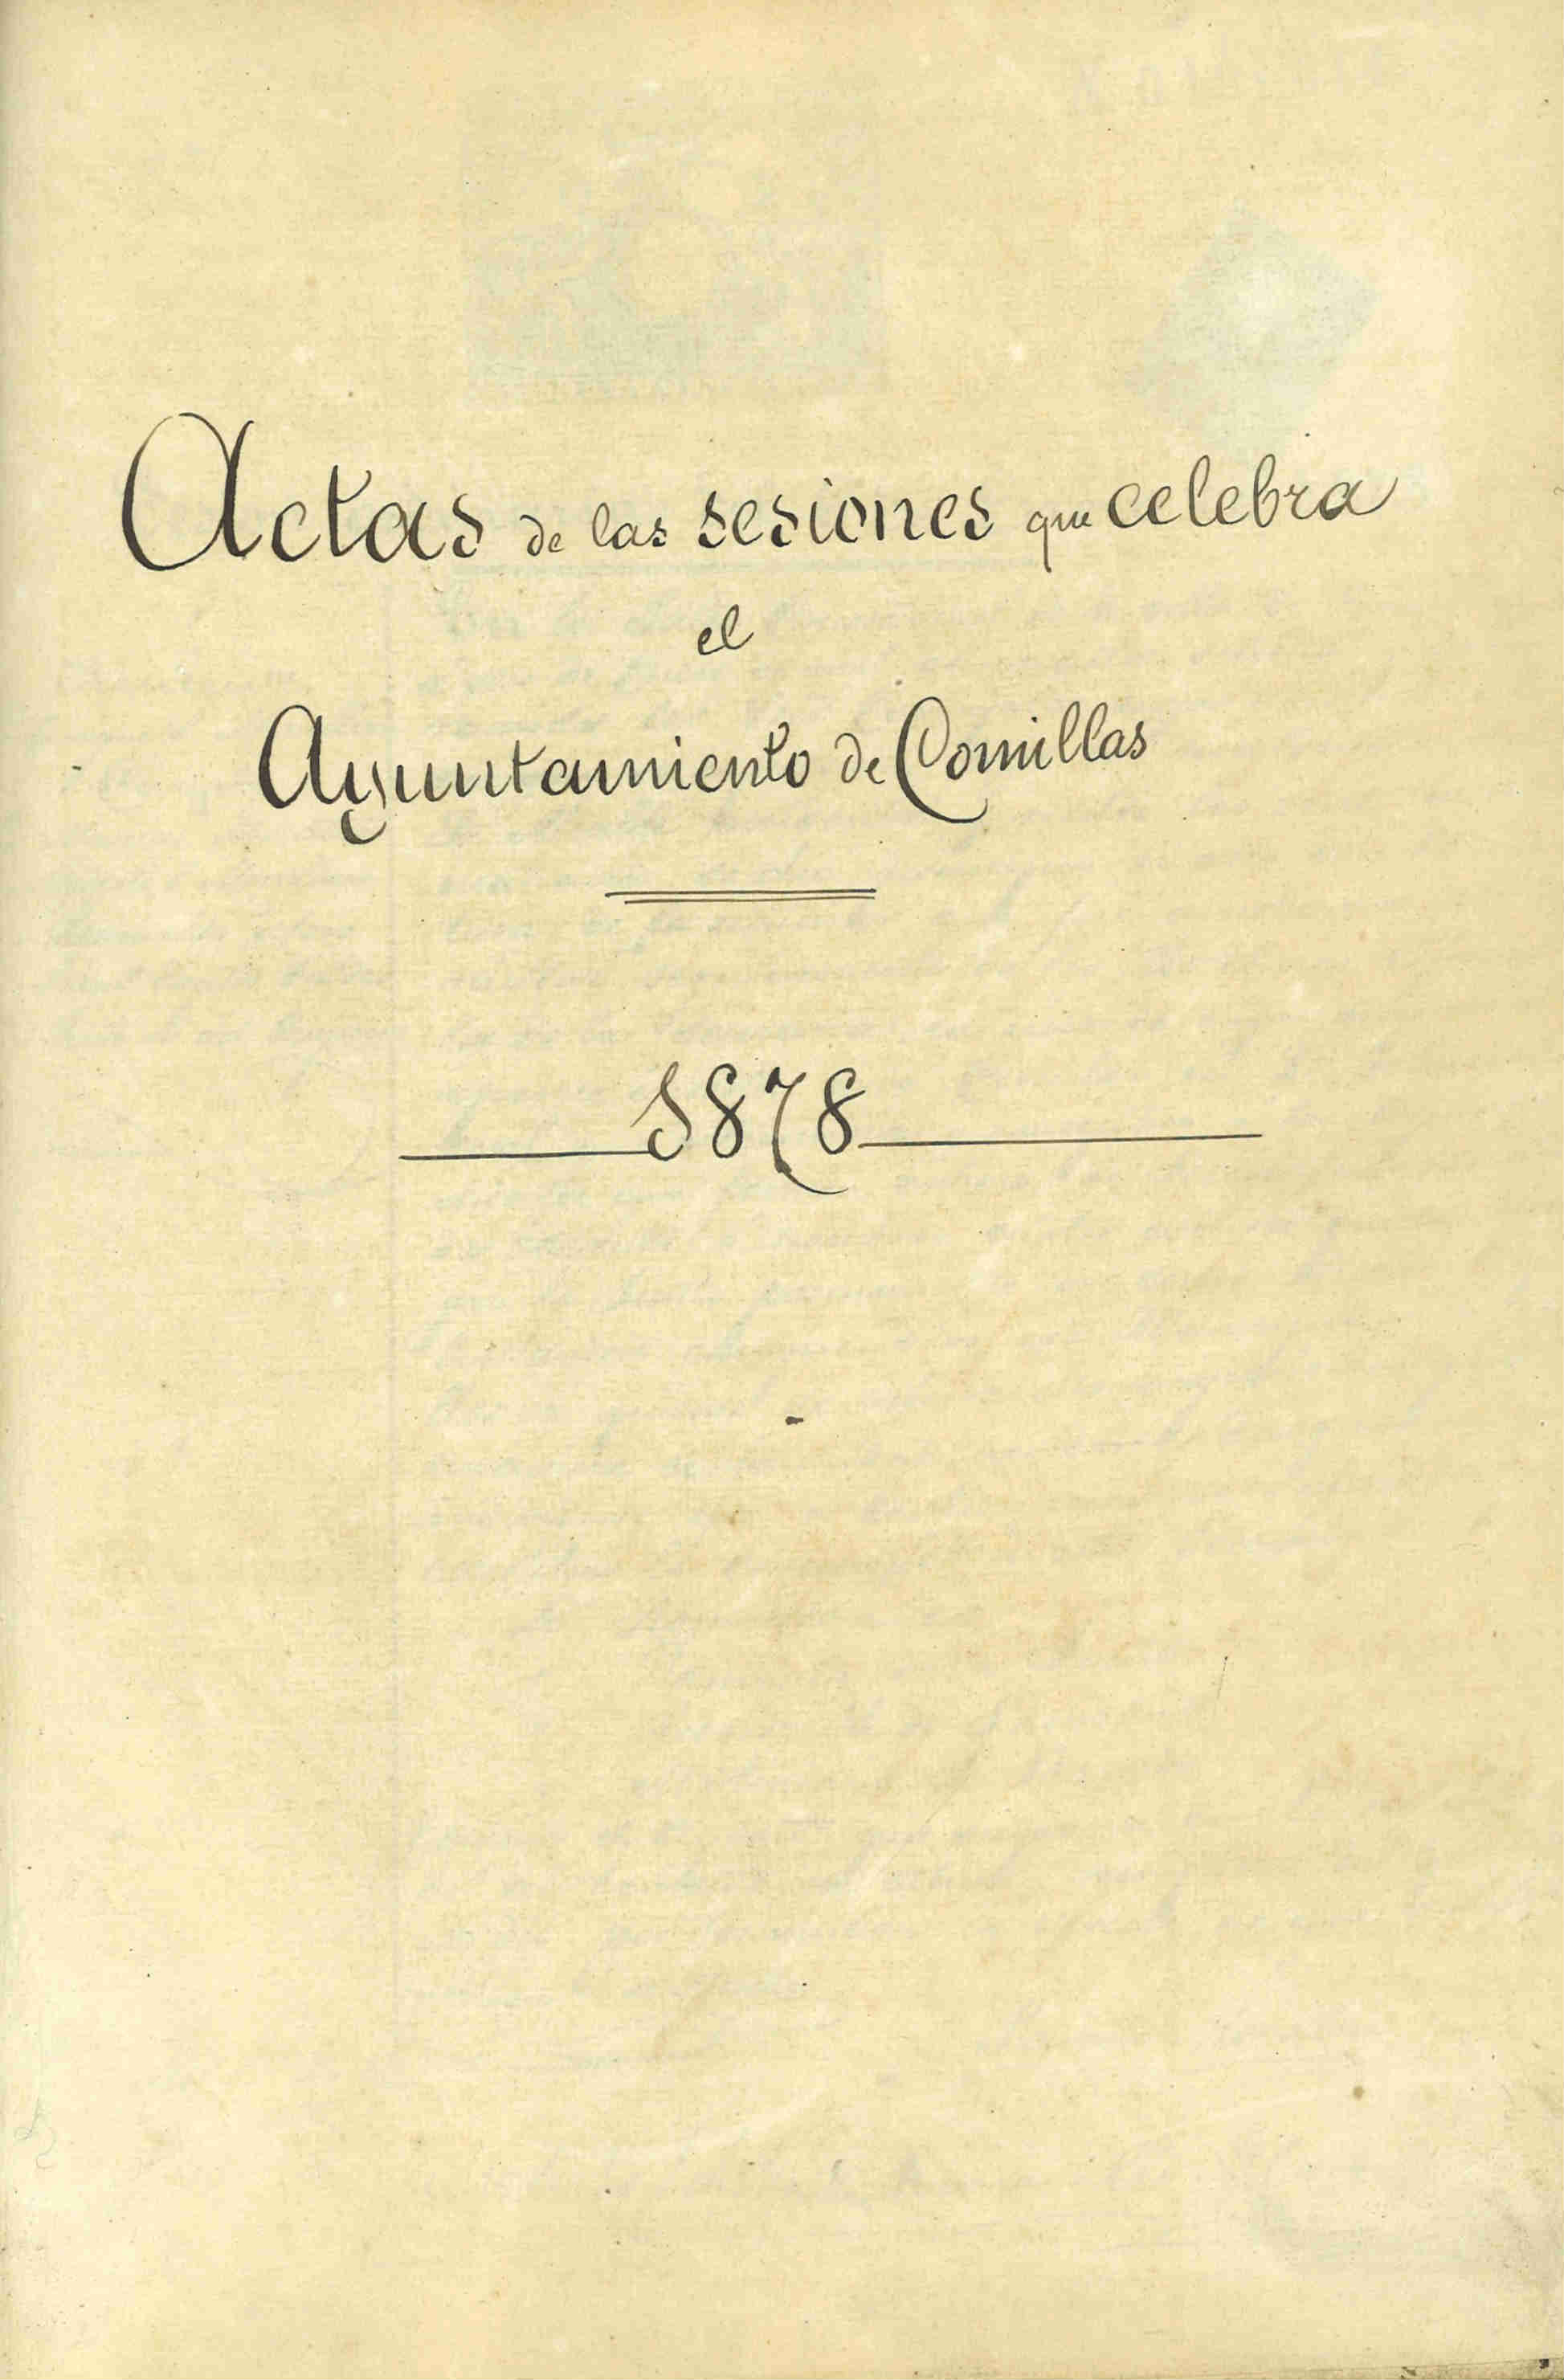 Actas de las sesiones que celebra
el
Ayuntamiento de Comillas
1878